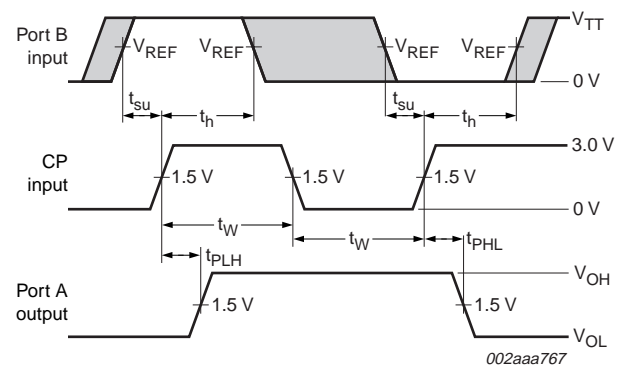 Port B
input
V_TT
V_REF
V_REF
V_REF
V_REF
0 V
t_su
t_h
t_su
t_h
CP
input
3.0 V
1.5 V
1.5 V
1.5 V
0 V
t_W
t_W
t_PLH
t_PHL
Port A
output
V_OH
1.5 V
1.5 V
V_OL
002aaa767